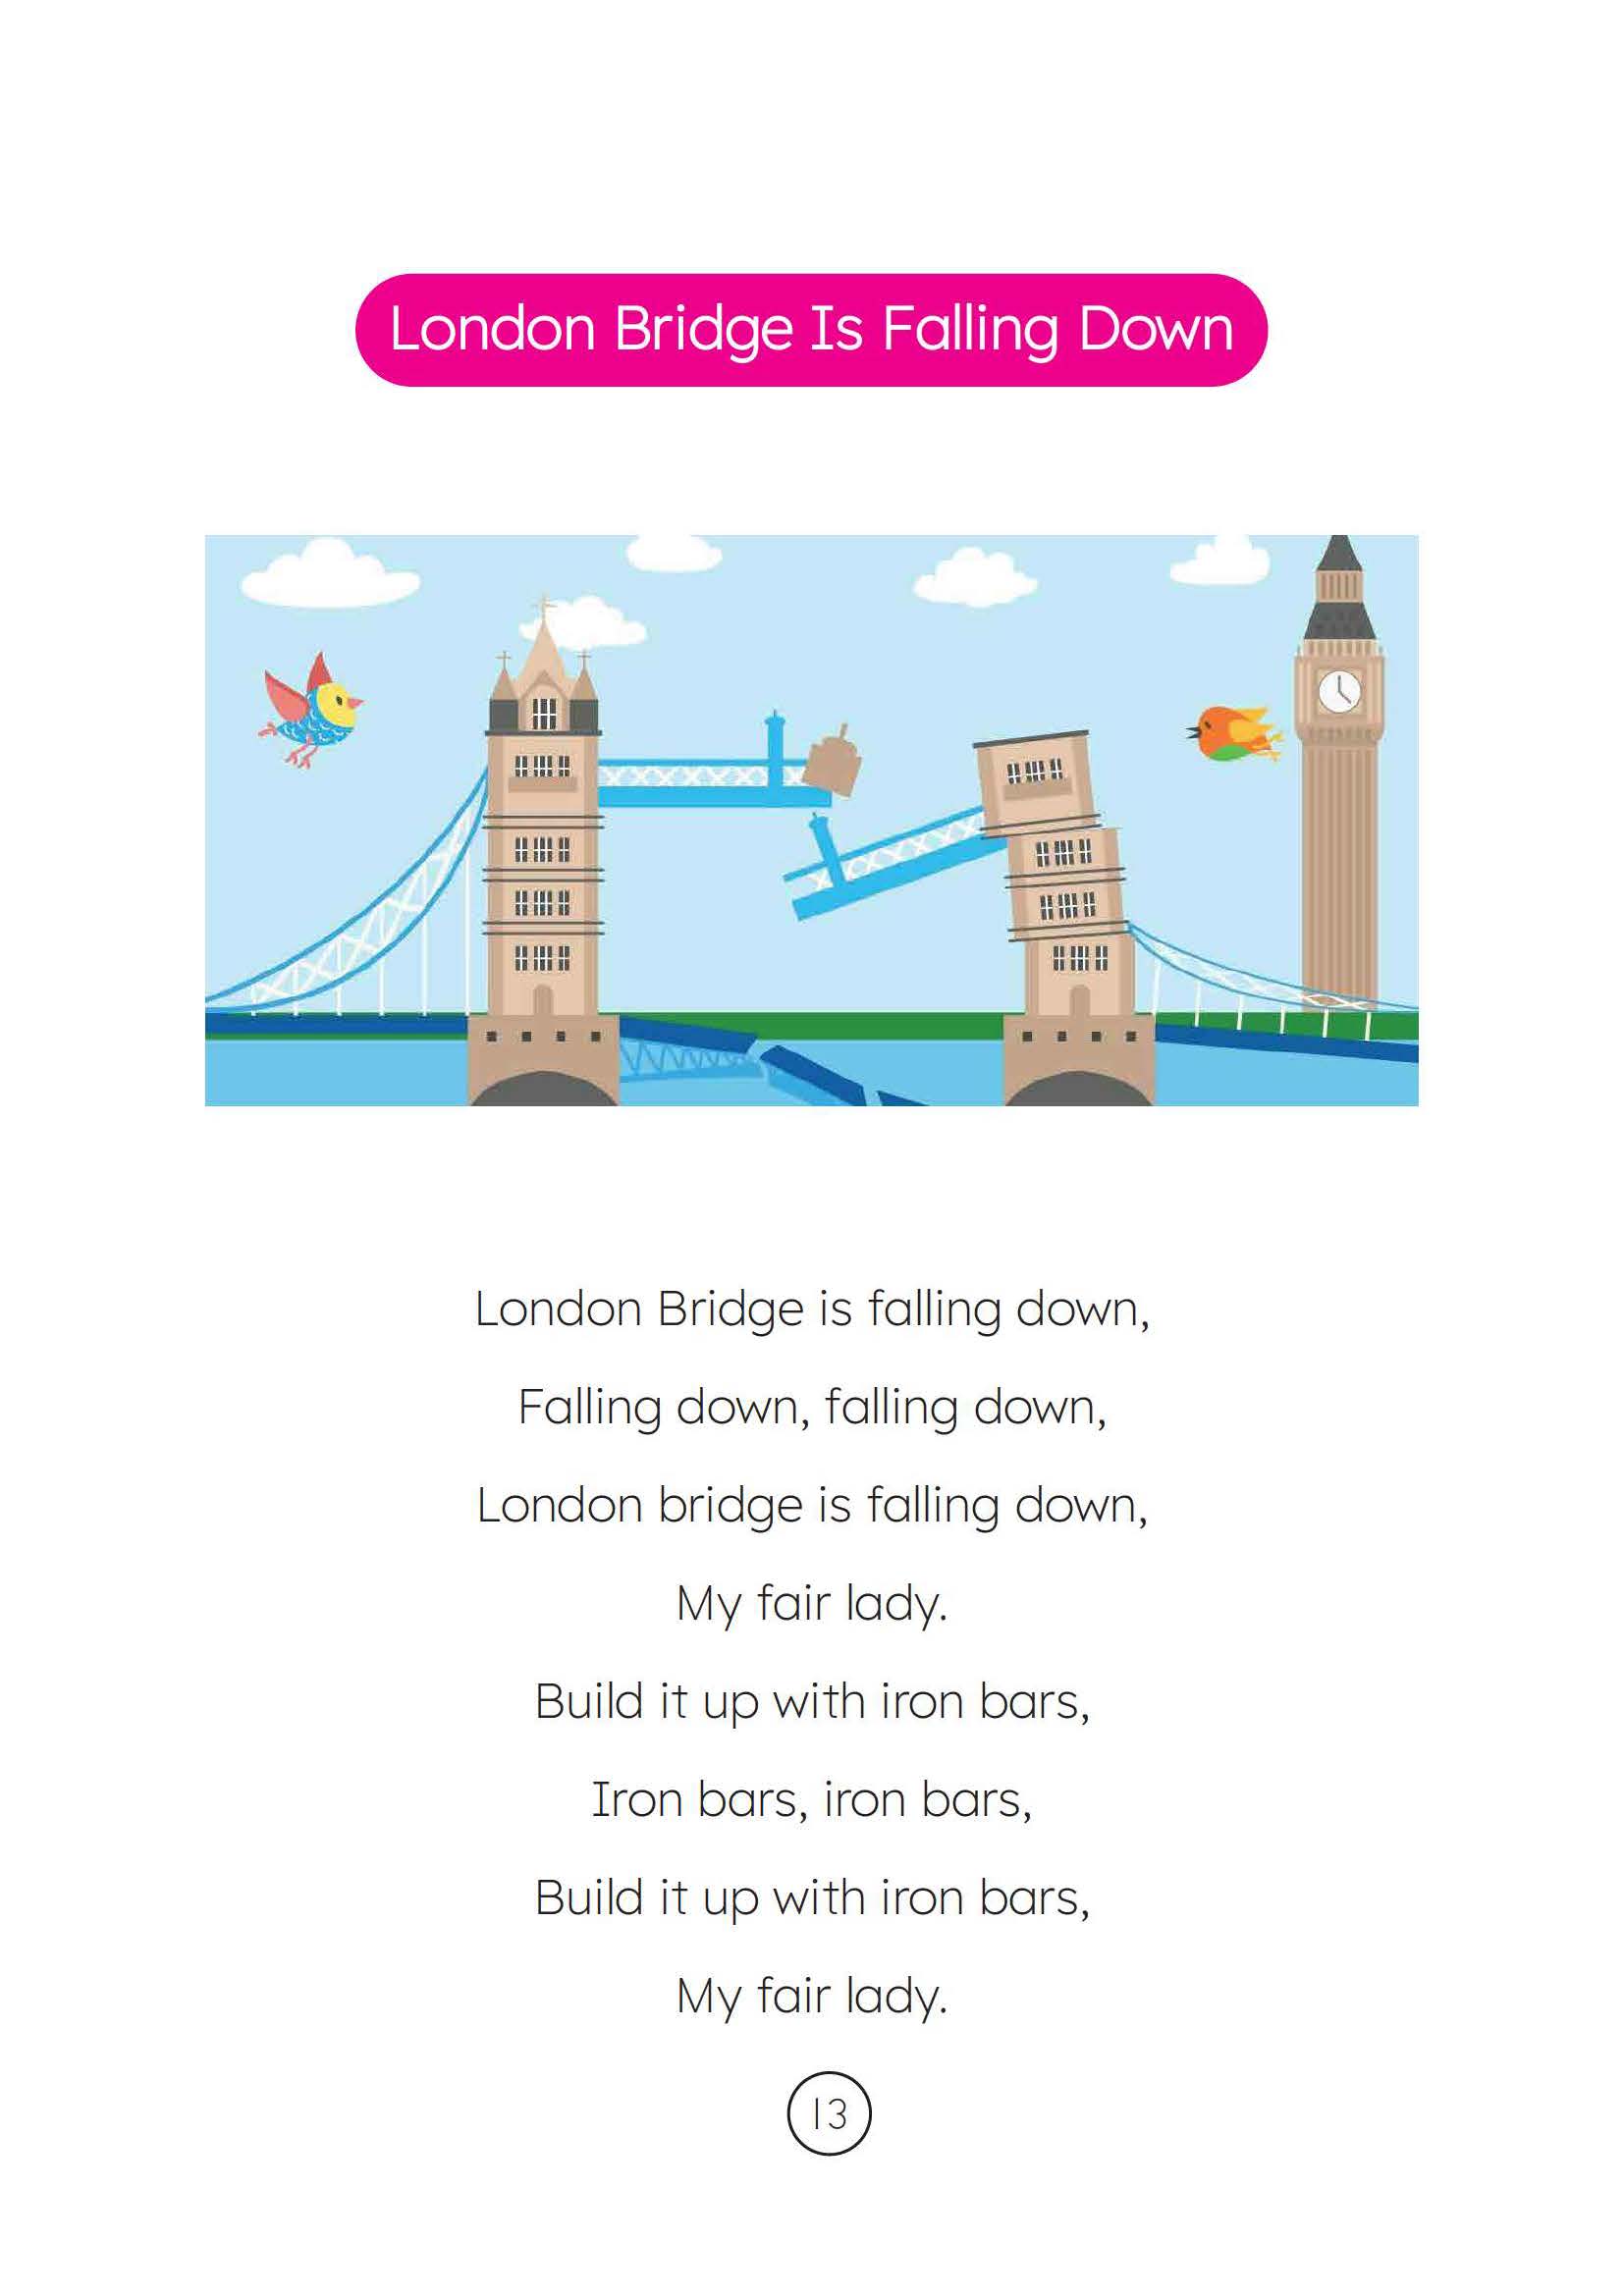 London Bridge Is Falling Down
London Bridge is falling down,
Falling down, falling down,
London bridge is falling down,
My fair lady.
Build it up with iron bars,
Iron bars, iron bars,
Build it up with iron bars,
My fair lady.
13